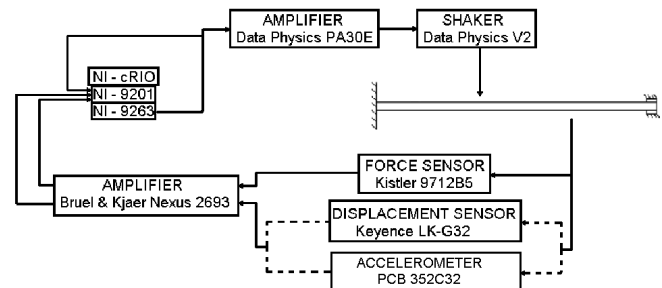 AMPLIFIER
Data Physics PA30E
SHAKER
Data Physics V2
NI - cRIO
NI - 9201
NI - 9263
FORCE SENSOR
Kistler 9712B5
AMPLIFIER
Bruel & Kjaer Nexus 2693
DISPLACEMENT SENSOR
Keyence LK-G32
ACCELEROMETER
PCB 352C32